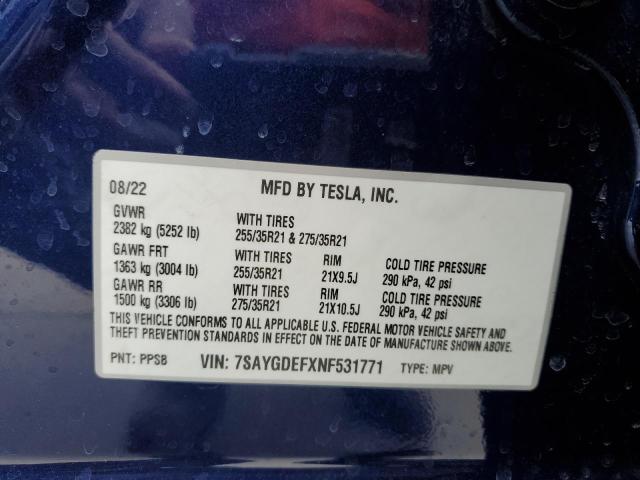 08/22 MFD BY TESLA, INC.
GVWR WITH TIRES
2382 kg (5252 lb) 255/35R21 & 275/35R21
GAWR FRT WITH TIRES RIM COLD TIRE PRESSURE
1363 kg (3004 lb) 255/35R21 21X9.5J 290 kPa, 42 psi
GAWR RR WITH TIRES RIM COLD TIRE PRESSURE
1500 kg (3306 lb) 275/35R21 21X10.5J 290 kPa, 42 psi
THIS VEHICLE CONFORMS TO ALL APPLICABLE U.S. FEDERAL MOTOR VEHICLE SAFETY AND
THEFT PREVENTION STANDARDS IN EFFECT ON THE DATE OF MANUFACTURE SHOWN ABOVE.
PNT: PPSB VIN: 7SAYGDEFXNF531771 TYPE: MPV